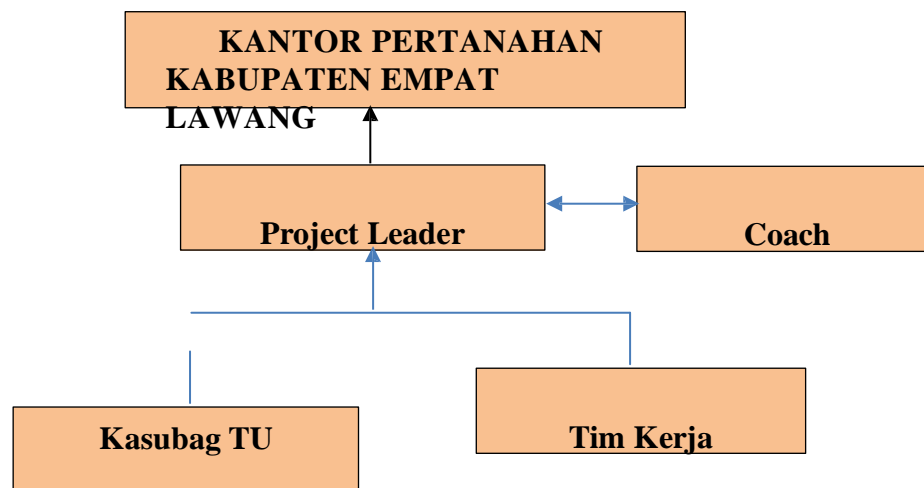 KANTOR PERTANAHAN
KABUPATEN EMPAT
LAWANG
Project Leader
Coach
Kasubag TU
Tim Kerja